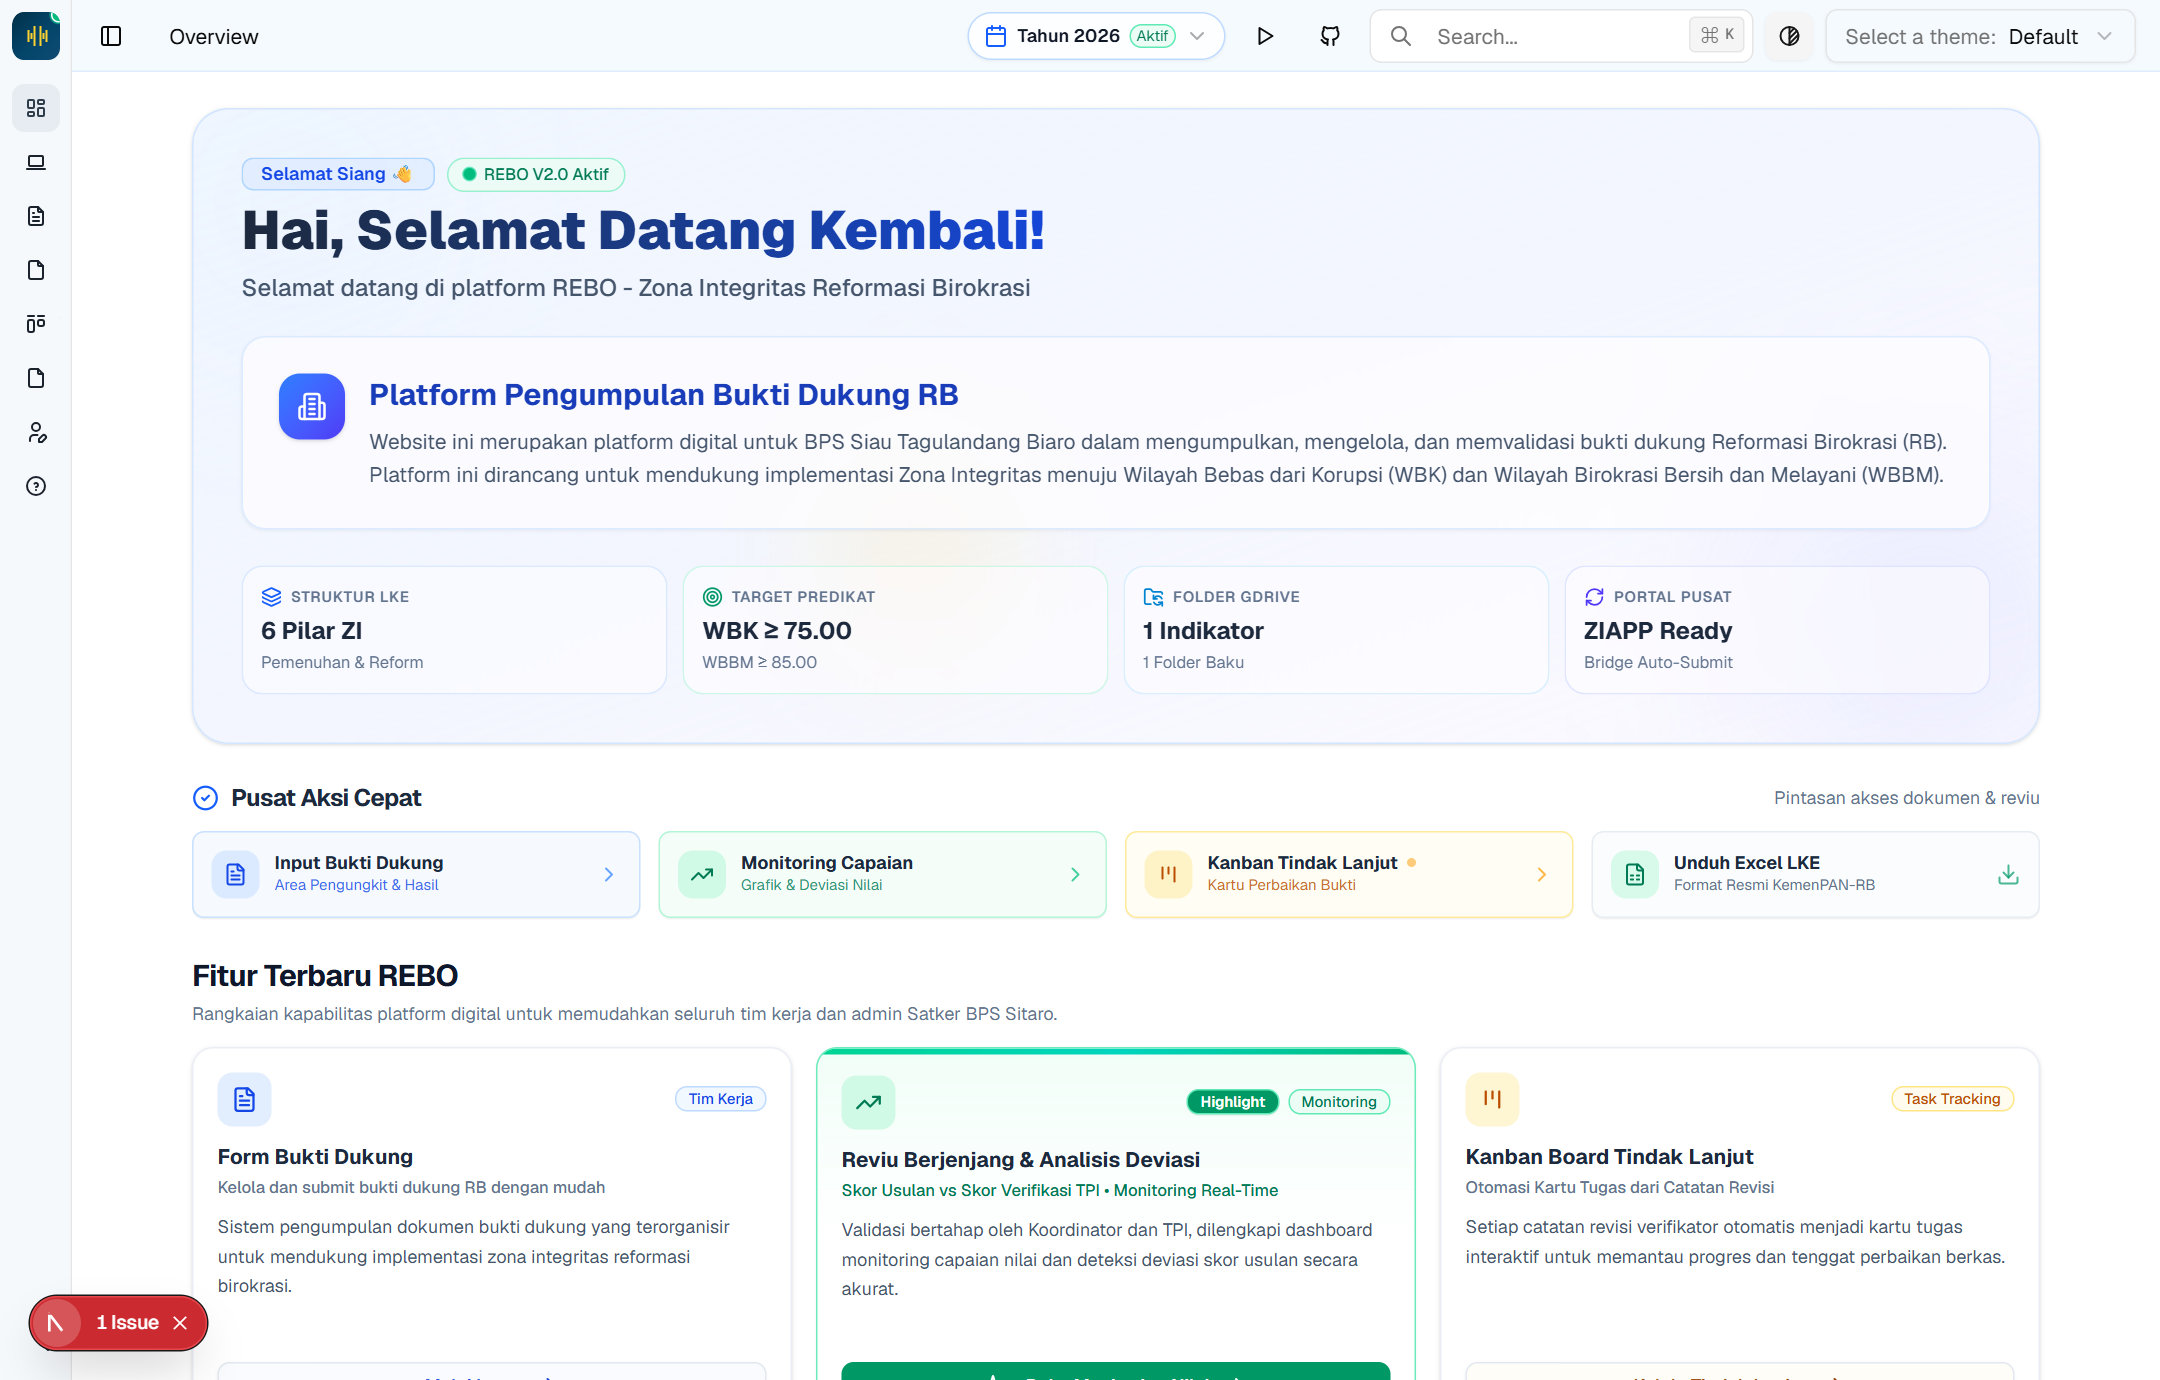 Overview
Tahun 2026 Aktif
Search...
⌘ K
Select a theme: Default
Selamat Siang 👋
REBO V2.0 Aktif
Hai, Selamat Datang Kembali!
Selamat datang di platform REBO - Zona Integritas Reformasi Birokrasi
Platform Pengumpulan Bukti Dukung RB
Website ini merupakan platform digital untuk BPS Siau Tagulandang Biaro dalam mengumpulkan, mengelola, dan memvalidasi bukti dukung Reformasi Birokrasi (RB).
Platform ini dirancang untuk mendukung implementasi Zona Integritas menuju Wilayah Bebas dari Korupsi (WBK) dan Wilayah Birokrasi Bersih dan Melayani (WBBM).
STRUKTUR LKE
6 Pilar ZI
Pemenuhan & Reform
TARGET PREDIKAT
WBK ≥ 75.00
WBBM ≥ 85.00
FOLDER GDRIVE
1 Indikator
1 Folder Baku
PORTAL PUSAT
ZIAPP Ready
Bridge Auto-Submit
Pusat Aksi Cepat
Pintasan akses dokumen & reviu
Input Bukti Dukung
Area Pengungkit & Hasil
Monitoring Capaian
Grafik & Deviasi Nilai
Kanban Tindak Lanjut
Kartu Perbaikan Bukti
Unduh Excel LKE
Format Resmi KemenPAN-RB
Fitur Terbaru REBO
Rangkaian kapabilitas platform digital untuk memudahkan seluruh tim kerja dan admin Satker BPS Sitaro.
Tim Kerja
Form Bukti Dukung
Kelola dan submit bukti dukung RB dengan mudah
Sistem pengumpulan dokumen bukti dukung yang terorganisir
untuk mendukung implementasi zona integritas reformasi
birokrasi.
Highlight
Monitoring
Reviu Berjenjang & Analisis Deviasi
Skor Usulan vs Skor Verifikasi TPI • Monitoring Real-Time
Validasi bertahap oleh Koordinator dan TPI, dilengkapi dashboard
monitoring capaian nilai dan deteksi deviasi skor usulan secara
akurat.
Task Tracking
Kanban Board Tindak Lanjut
Otomasi Kartu Tugas dari Catatan Revisi
Setiap catatan revisi verifikator otomatis menjadi kartu tugas
interaktif untuk memantau progres dan tenggat perbaikan berkas.
1 Issue